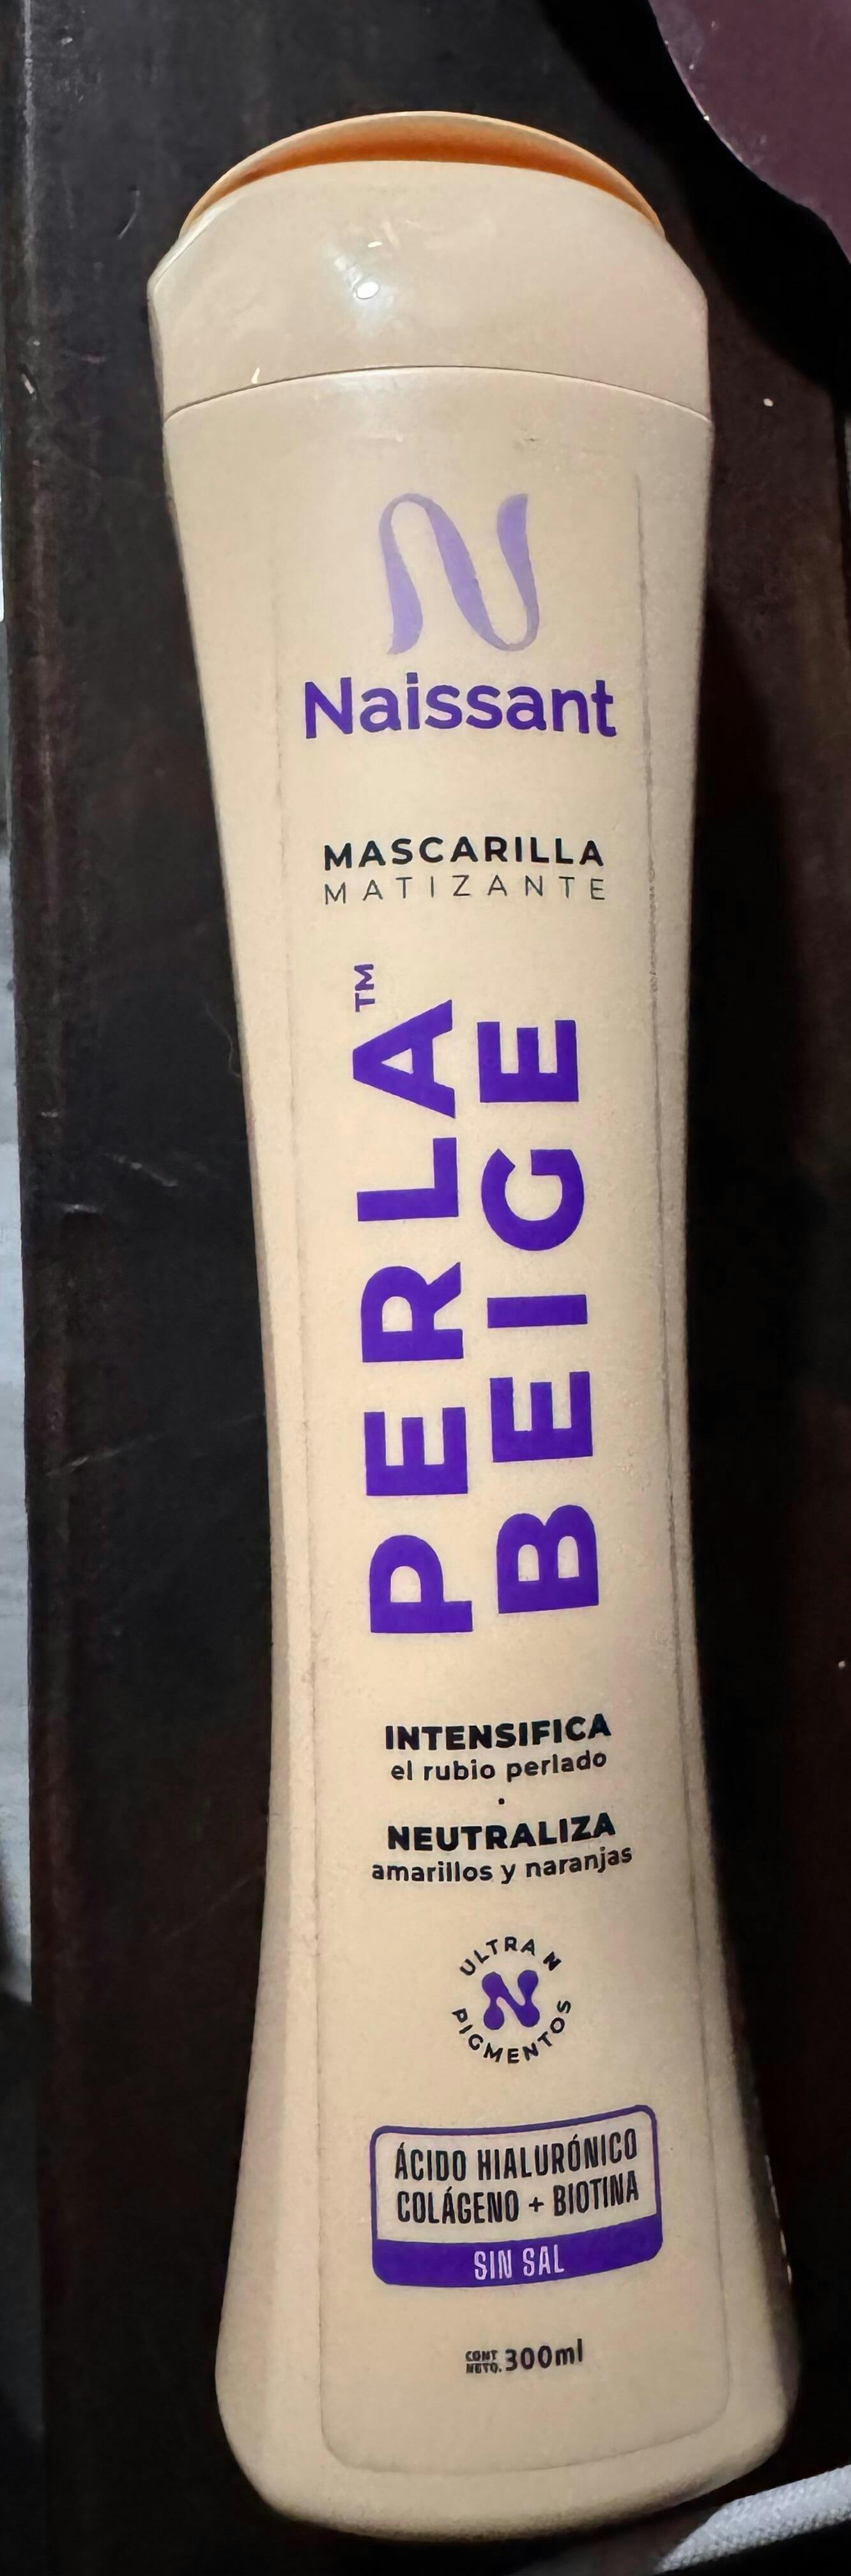 Naissant
MASCARILLA
MATIZANTE
PERLA™
BEIGE
INTENSIFICA
el rubio perlado
•
NEUTRALIZA
amarillos y naranjas
ULTRA N
N
PIGMENTOS
ÁCIDO HIALURÓNICO
COLÁGENO + BIOTINA
SIN SAL
CONT NETO. 300ml